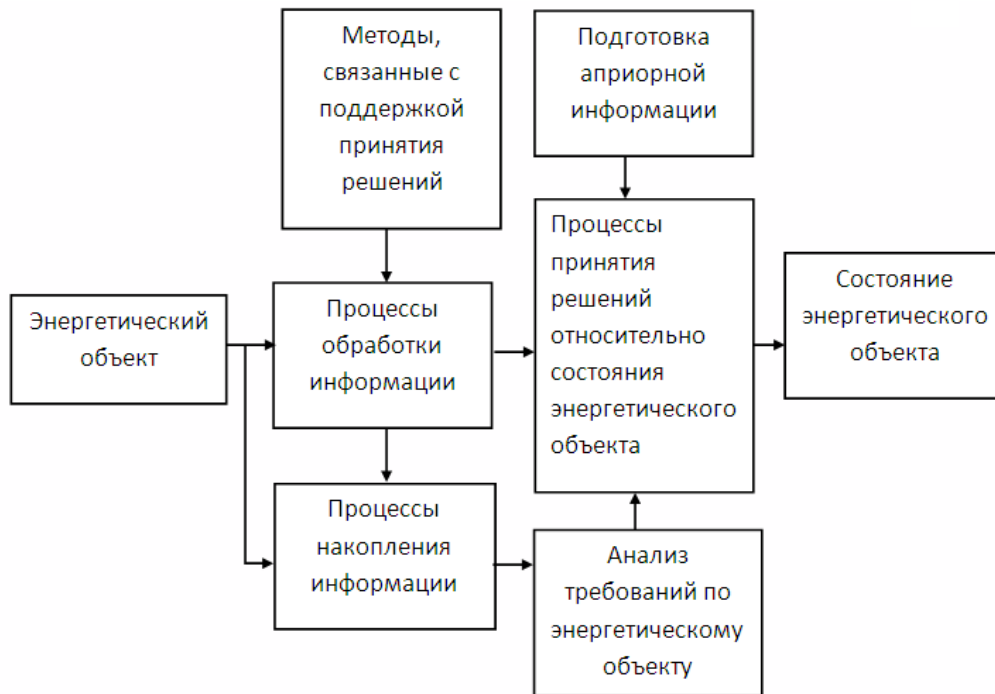 Методы,
связанные с
поддержкой
принятия
решений
Подготовка
априорной
информации
Энергетический
объект
Процессы
обработки
информации
Процессы
принятия
решений
относительно
состояния
энергетического
объекта
Состояние
энергетического
объекта
Процессы
накопления
информации
Анализ
требований по
энергетическому
объекту